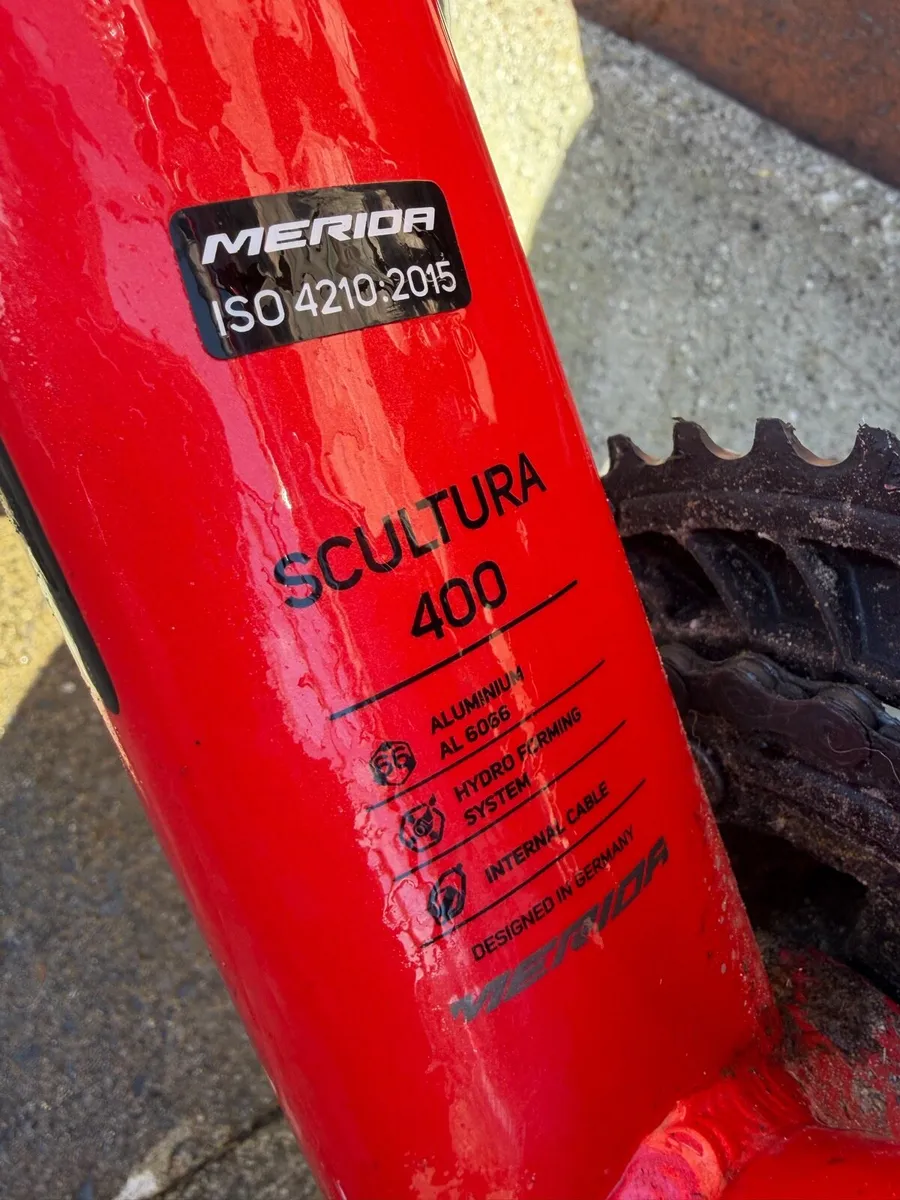 MERIDA
ISO 4210:2015
SCULTURA
400
66
ALUMINIUM
AL 6066
HYDRO FORMING
SYSTEM
INTERNAL CABLE
DESIGNED IN GERMANY
MERIDA